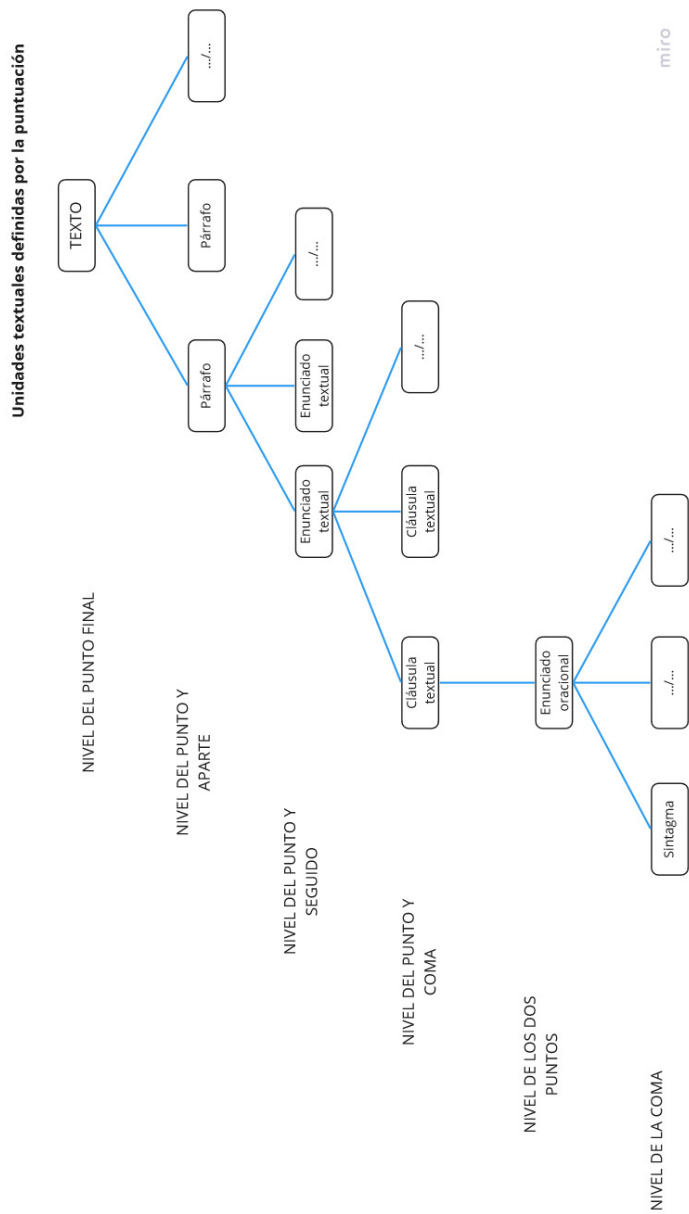 Unidades textuales definidas por la puntuación
NIVEL DEL PUNTO FINAL
TEXTO
NIVEL DEL PUNTO Y
APARTE
Párrafo
Párrafo
.../...
NIVEL DEL PUNTO Y
SEGUIDO
Enunciado
textual
Enunciado
textual
.../...
NIVEL DEL PUNTO Y
COMA
Cláusula
textual
Cláusula
textual
.../...
NIVEL DE LOS DOS
PUNTOS
Enunciado
oracional
NIVEL DE LA COMA
Sintagma
.../...
.../...
miro